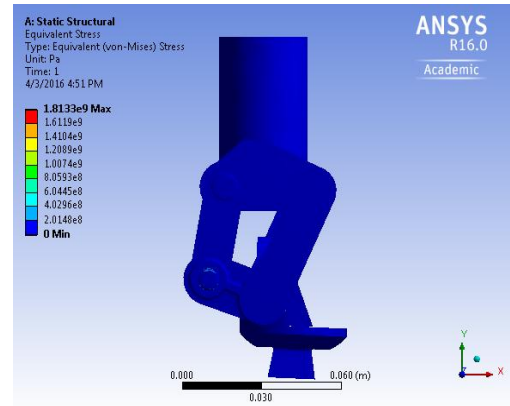 A: Static Structural
Equivalent Stress
Type: Equivalent (von-Mises) Stress
Unit: Pa
Time: 1
4/3/2016 4:51 PM
1.8133e9 Max
1.6119e9
1.4104e9
1.2089e9
1.0074e9
8.0593e8
6.0445e8
4.0296e8
2.0148e8
0 Min
ANSYS
R16.0
Academic
0.000
0.060 (m)
0.030
Y
X